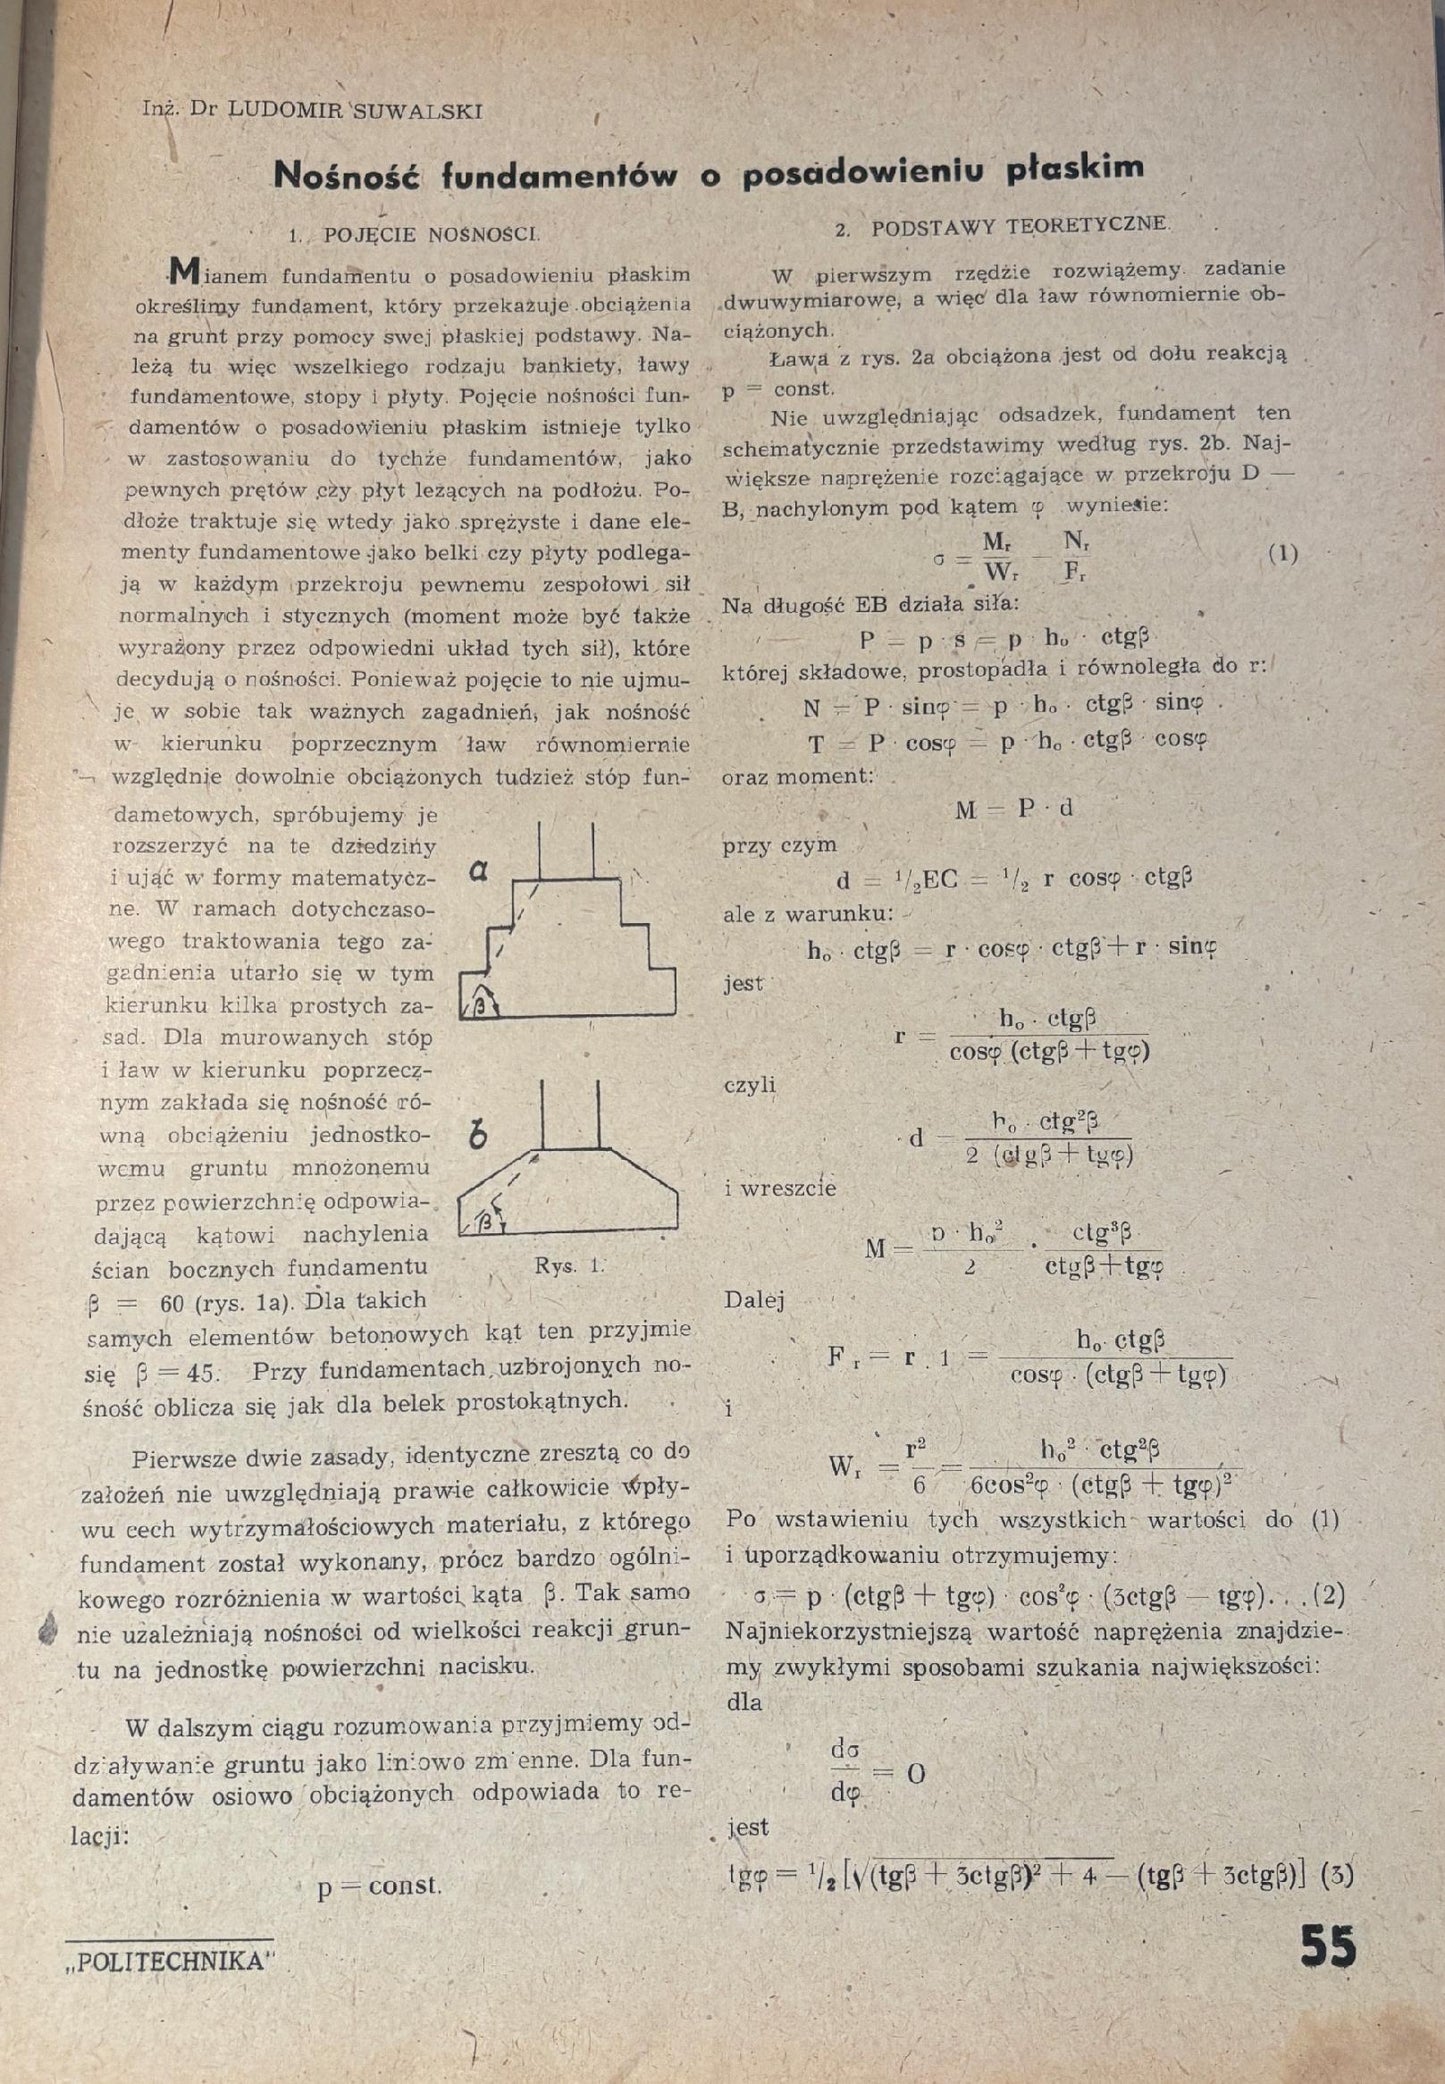 Inż. Dr LUDOMIR SUWALSKI
Nośność fundamentów o posadowieniu płaskim
1. POJĘCIE NOŚNOŚCI.
Mianem fundamentu o posadowieniu płaskim
określimy fundament, który przekazuje obciążenia
na grunt przy pomocy swej płaskiej podstawy. Na-
leżą tu więc wszelkiego rodzaju bankiety, ławy
fundamentowe, stopy i płyty. Pojęcie nośności fun-
damentów o posadowieniu płaskim istnieje tylko
w zastosowaniu do tychże fundamentów, jako
pewnych prętów czy płyt leżących na podłożu. Po-
dłoże traktuje się wtedy jako sprężyste i dane ele-
menty fundamentowe jako belki czy płyty podlega-
ją w każdym przekroju pewnemu zespołowi sił
normalnych i stycznych (moment może być także
wyrażony przez odpowiedni układ tych sił), które
decydują o nośności. Ponieważ pojęcie to nie ujmu-
je w sobie tak ważnych zagadnień, jak nośność
w kierunku poprzecznym ław równomiernie
względnie dowolnie obciążonych tudzież stóp fun-
dametowych, spróbujemy je
rozszerzyć na te dziedziny
i ująć w formy matematycz-
ne. W ramach dotychczaso-
wego traktowania tego za-
gadnienia utarło się w tym
kierunku kilka prostych za-
sad. Dla murowanych stóp
i ław w kierunku poprzecz-
nym zakłada się nośność ró-
wną obciążeniu jednostko-
wemu gruntu mnożonemu
przez powierzchnię odpowia-
dającą kątowi nachylenia
ścian bocznych fundamentu
β = 60 (rys. 1a). Dla takich
samych elementów betonowych kąt ten przyjmie
się β = 45. Przy fundamentach uzbrojonych no-
śność oblicza się jak dla belek prostokątnych.
a
β
b
β
Rys. 1.
Pierwsze dwie zasady, identyczne zresztą co do
założeń nie uwzględniają prawie całkowicie wpły-
wu cech wytrzymałościowych materiału, z którego
fundament został wykonany, prócz bardzo ogólni-
kowego rozróżnienia w wartości kąta β. Tak samo
nie uzależniają nośności od wielkości reakcji grun-
tu na jednostkę powierzchni nacisku.
W dalszym ciągu rozumowania przyjmiemy od-
działywanie gruntu jako liniowo zmienne. Dla fun-
damentów osiowo obciążonych odpowiada to re-
lacji:
p = const.
2. PODSTAWY TEORETYCZNE.
W pierwszym rzędzie rozwiążemy zadanie
dwuwymiarowe, a więc dla ław równomiernie ob-
ciążonych.
Ława z rys. 2a obciążona jest od dołu reakcją
p = const.
Nie uwzględniając odsadzek, fundament ten
schematycznie przedstawimy według rys. 2b. Naj-
większe naprężenie rozciągające w przekroju D —
B, nachylonym pod kątem φ wyniesie:
σ = Mr/Wr — Nr/Fr (1)
Na długość EB działa siła:
P = p · s = p · h₀ · ctgβ
której składowe, prostopadła i równoległa do r:
N = P · sinφ = p · h₀ · ctgβ · sinφ
T = P · cosφ = p · h₀ · ctgβ · cosφ
oraz moment:
M = P · d
przy czym
d = ¹/₂EC = ¹/₂ r cosφ · ctgβ
ale z warunku:
h₀ · ctgβ = r · cosφ · ctgβ + r · sinφ
jest
r = h₀ · ctgβ / cosφ (ctgβ + tgφ)
czyli
d = h₀ · ctg²β / 2 (ctgβ + tgφ)
i wreszcie
M = p · h₀² / 2 · ctg³β / ctgβ + tgφ
Dalej
Fr = r . 1 = h₀ · ctgβ / cosφ · (ctgβ + tgφ)
i
Wr = r² / 6 = h₀² · ctg²β / 6cos²φ · (ctgβ + tgφ)²
Po wstawieniu tych wszystkich wartości do (1)
i uporządkowaniu otrzymujemy:
σ = p · (ctgβ + tgφ) · cos²φ · (3ctgβ — tgφ). . .(2)
Najniekorzystniejszą wartość naprężenia znajdzie-
my zwykłymi sposobami szukania największości:
dla
dσ / dφ = O
jest
tgφ = ¹/₂ [√(tgβ + 3ctgβ)² + 4 — (tgβ + 3ctgβ)] (3)
„POLITECHNIKA"
55